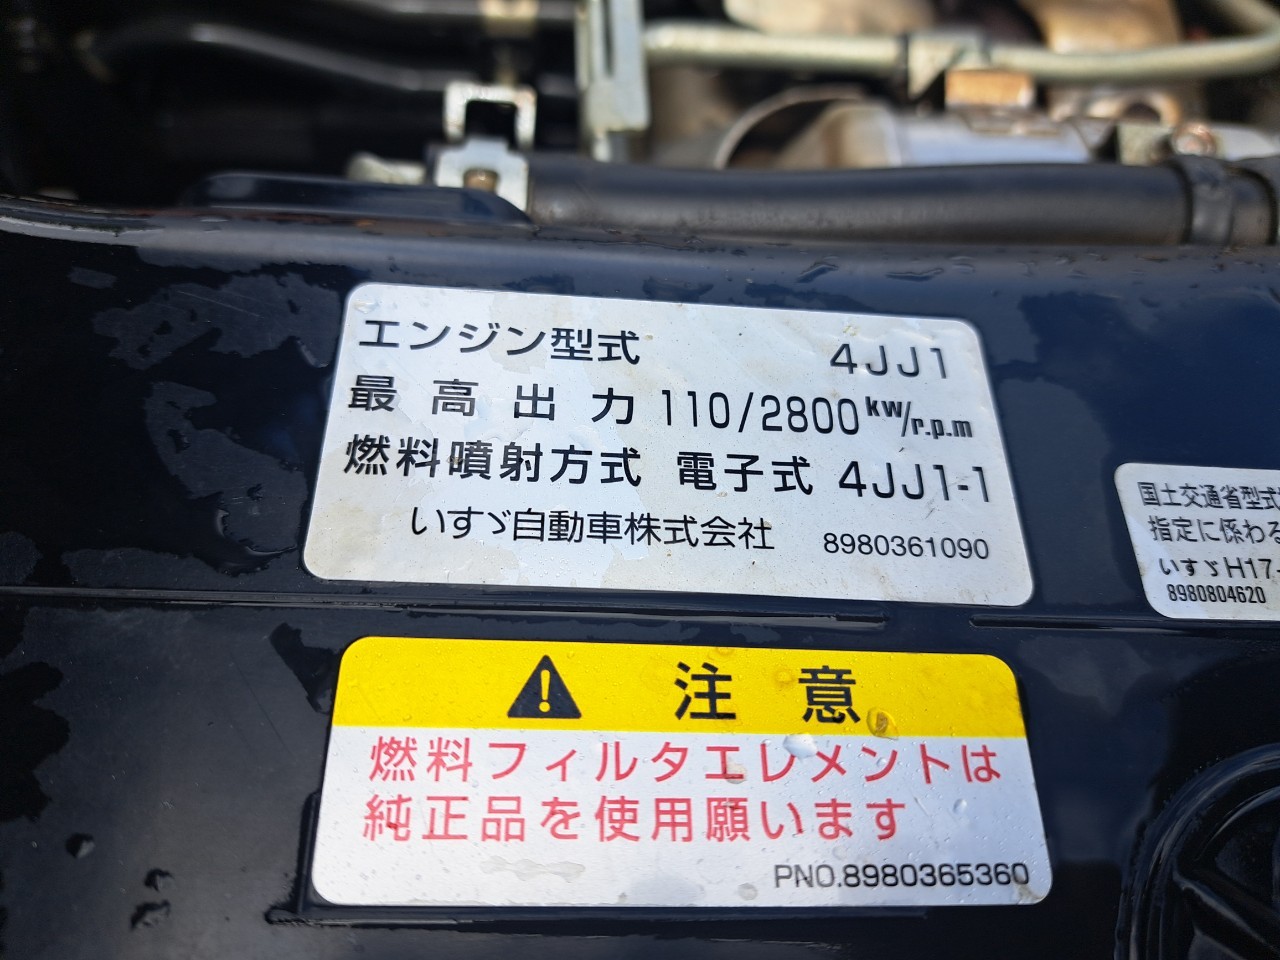 エンジン型式 4JJ1
最高出力 110/2800 kw/r.p.m
燃料噴射方式 電子式 4JJ1-1
いすゞ自動車株式会社 8980361090
国土交通省型式
指定に係わる
いすゞH17-
8980804620
注意
燃料フィルタエレメントは
純正品を使用願います
PNO.8980365360